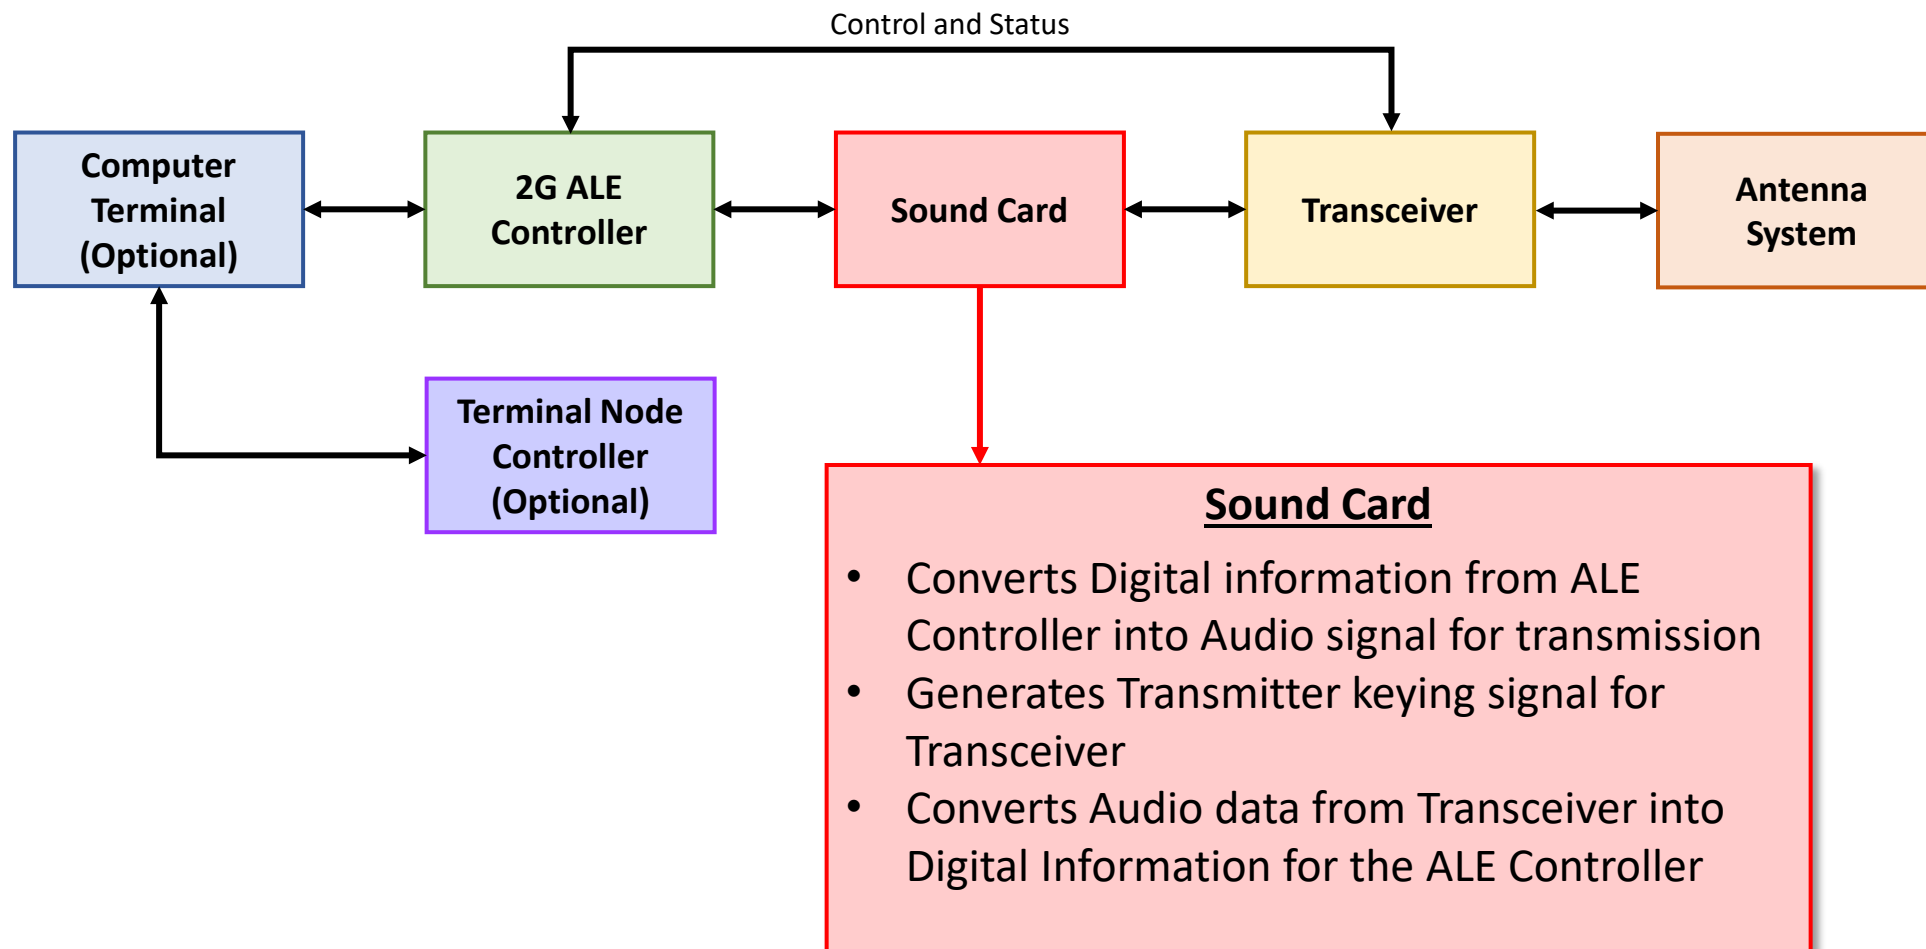 Control and Status
Computer
Terminal
(Optional)
2G ALE
Controller
Sound Card
Transceiver
Antenna
System
Terminal Node
Controller
(Optional)
Sound Card
• Converts Digital information from ALE
Controller into Audio signal for transmission
• Generates Transmitter keying signal for
Transceiver
• Converts Audio data from Transceiver into
Digital Information for the ALE Controller